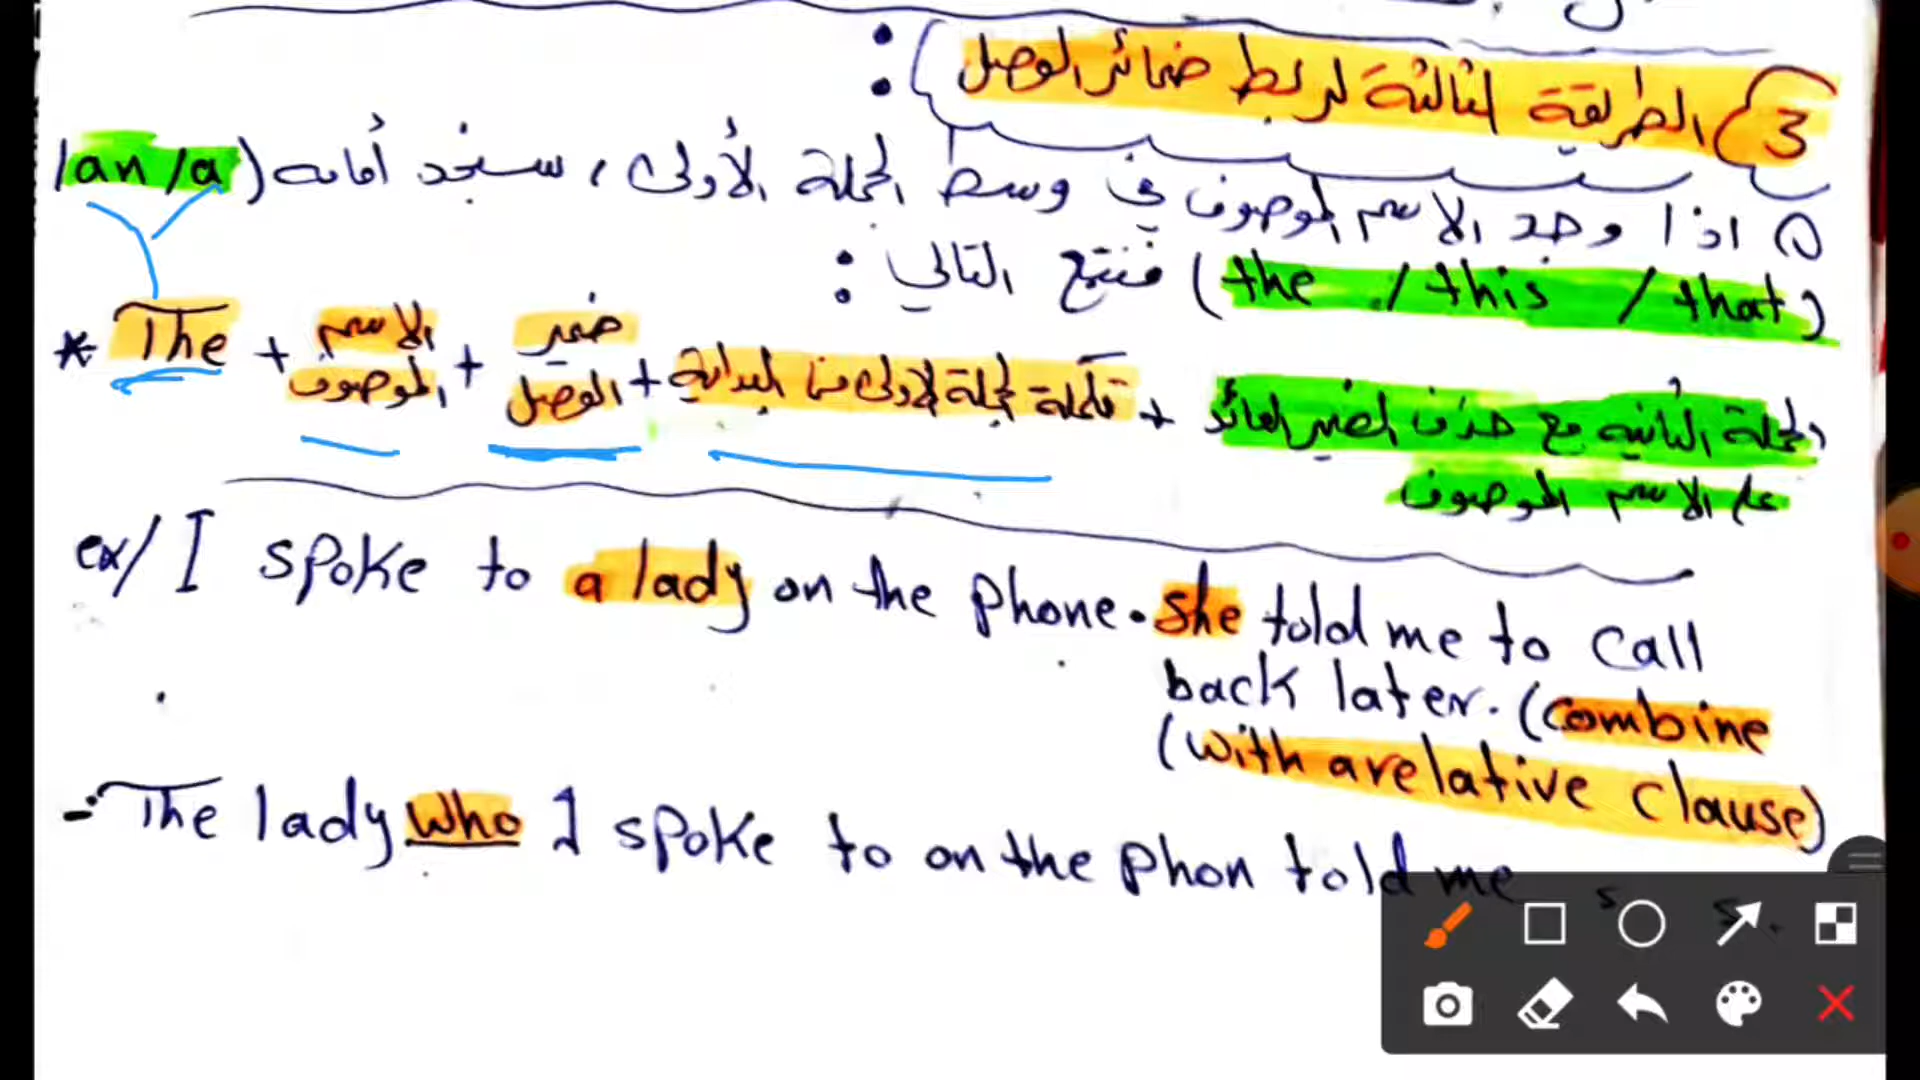 3) الطريقة الثالثة لربط ضمائر الوصل :
اذا وجد الاسم الموصوف في وسط الجملة الأولى ، سنجد أمامه (an /a/
the / this / that) فنتبع التالي :
* The + الاسم الموصوف + ضمير الوصل + تكملة الجملة الاولى من البداية + الجملة الثانية مع حذف الضمير العائد
على الاسم الموصوف
ex/ I spoke to a lady on the phone. She told me to call
back later. (combine
(with a relative clause)
- The lady who I spoke to on the phon told me